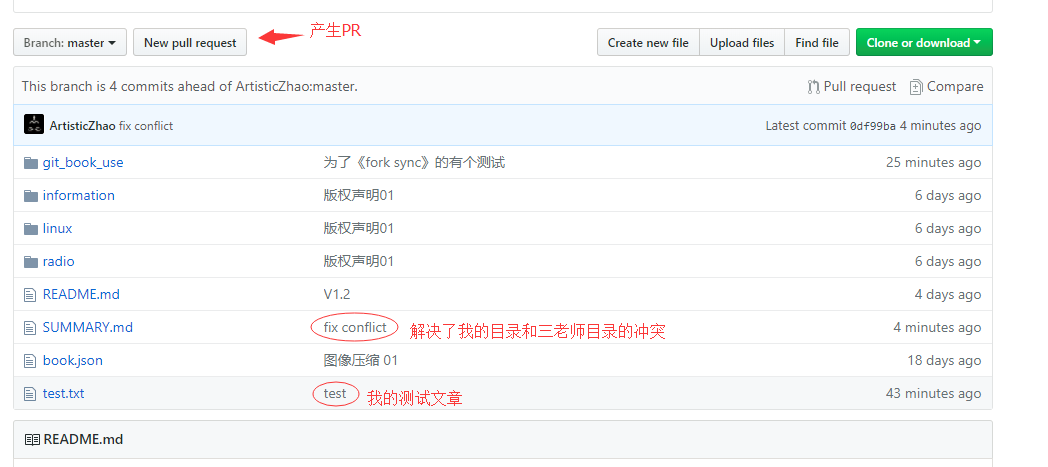 Branch: master New pull request 产生PR Create new file Upload files Find file Clone or download
This branch is 4 commits ahead of ArtisticZhao:master. Pull request Compare
ArtisticZhao fix conflict Latest commit 0df99ba 4 minutes ago
git_book_use 为了《fork sync》的有个测试 25 minutes ago
information 版权声明01 6 days ago
linux 版权声明01 6 days ago
radio 版权声明01 6 days ago
README.md V1.2 4 days ago
SUMMARY.md fix conflict 解决了我的目录和三老师目录的冲突 4 minutes ago
book.json 图像压缩 01 18 days ago
test.txt test 我的测试文章 43 minutes ago
README.md